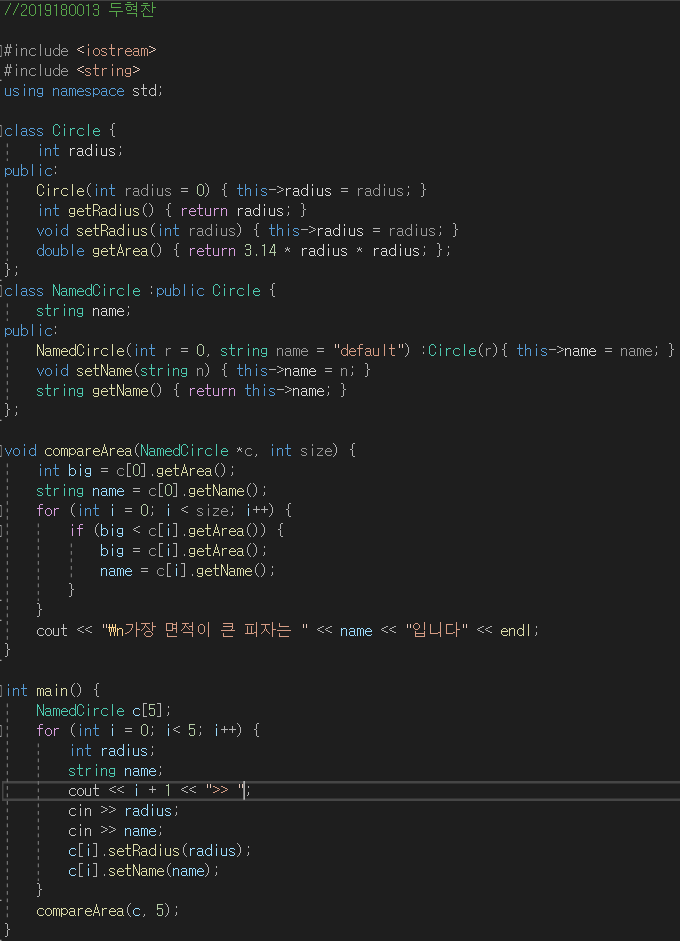 //2019180013 두혁찬
#include <iostream>
#include <string>
using namespace std;
class Circle {
int radius;
public:
Circle(int radius = 0) { this->radius = radius; }
int getRadius() { return radius; }
void setRadius(int radius) { this->radius = radius; }
double getArea() { return 3.14 * radius * radius; };
};
class NamedCircle :public Circle {
string name;
public:
NamedCircle(int r = 0, string name = "default") :Circle(r){ this->name = name; }
void setName(string n) { this->name = n; }
string getName() { return this->name; }
};
void compareArea(NamedCircle *c, int size) {
int big = c[0].getArea();
string name = c[0].getName();
for (int i = 0; i < size; i++) {
if (big < c[i].getArea()) {
big = c[i].getArea();
name = c[i].getName();
}
}
cout << "₩n가장 면적이 큰 피자는 " << name << "입니다" << endl;
}
int main() {
NamedCircle c[5];
for (int i = 0; i< 5; i++) {
int radius;
string name;
cout << i + 1 << ">> ";
cin >> radius;
cin >> name;
c[i].setRadius(radius);
c[i].setName(name);
}
compareArea(c, 5);
}